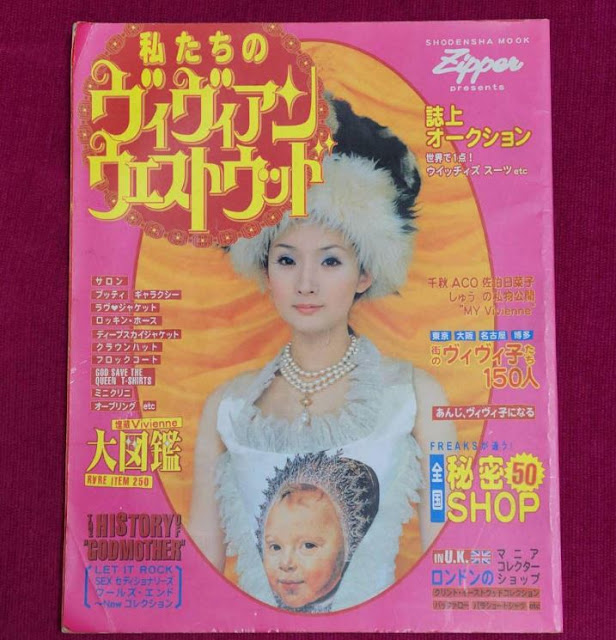 私たちの
ヴィヴィアン
ウエストウッド
SHODENSHA MOOK
Zipper
presents
誌上
オークション
世界で1点!
ウイッチィズ スーツ etc
千秋 ACO 佐伯日菜子
しゅう の私物公開
"MY Vivienne"
東京 大阪 名古屋 博多
街のヴィヴィ子たち
150人
あんじ、ヴィヴィ子になる
FREAKSが違う!
全国 秘密50
SHOP
IN U.K. マニア
コレクター
ロンドンのショップ
etc
サロン
プッティ ギャラクシー
ラヴ♥ジャケット
ロッキン・ホース
ディープスカイジャケット
クラウンハット
フロックコート
GOD SAVE THE
QUEEN T-SHIRTS
ミニクリニ
オーブリング etc
Vivienne
大図鑑
RARE ITEM 250
THE HISTORY OF
"GODMOTHER"
LET IT ROCK
SEX セディショナリーズ
ワールズ・エンド
〜New コレクション